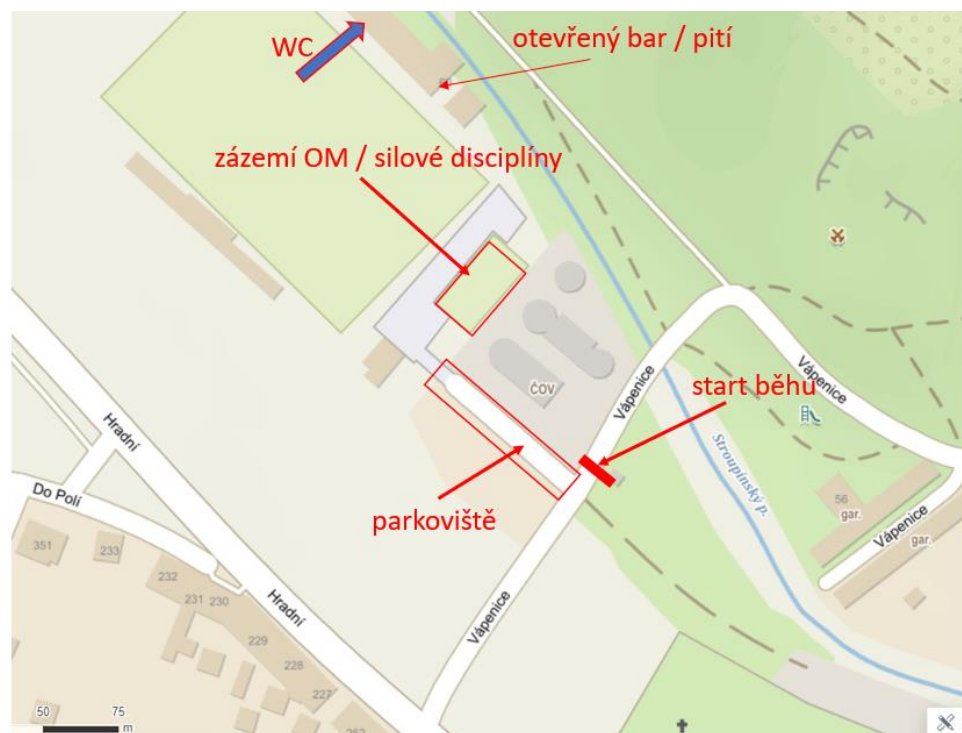 WC
otevřený bar / pití
zázemí OM / silové disciplíny
ČOV
Vápenice
Vápenice
start běhu
Hradní
Stroupínský p.
Do Polí
parkoviště
56
gar.
Vápenice
gar.
351
233
232
231 230
Hradní
Vápenice
229
228
227
50 75
m